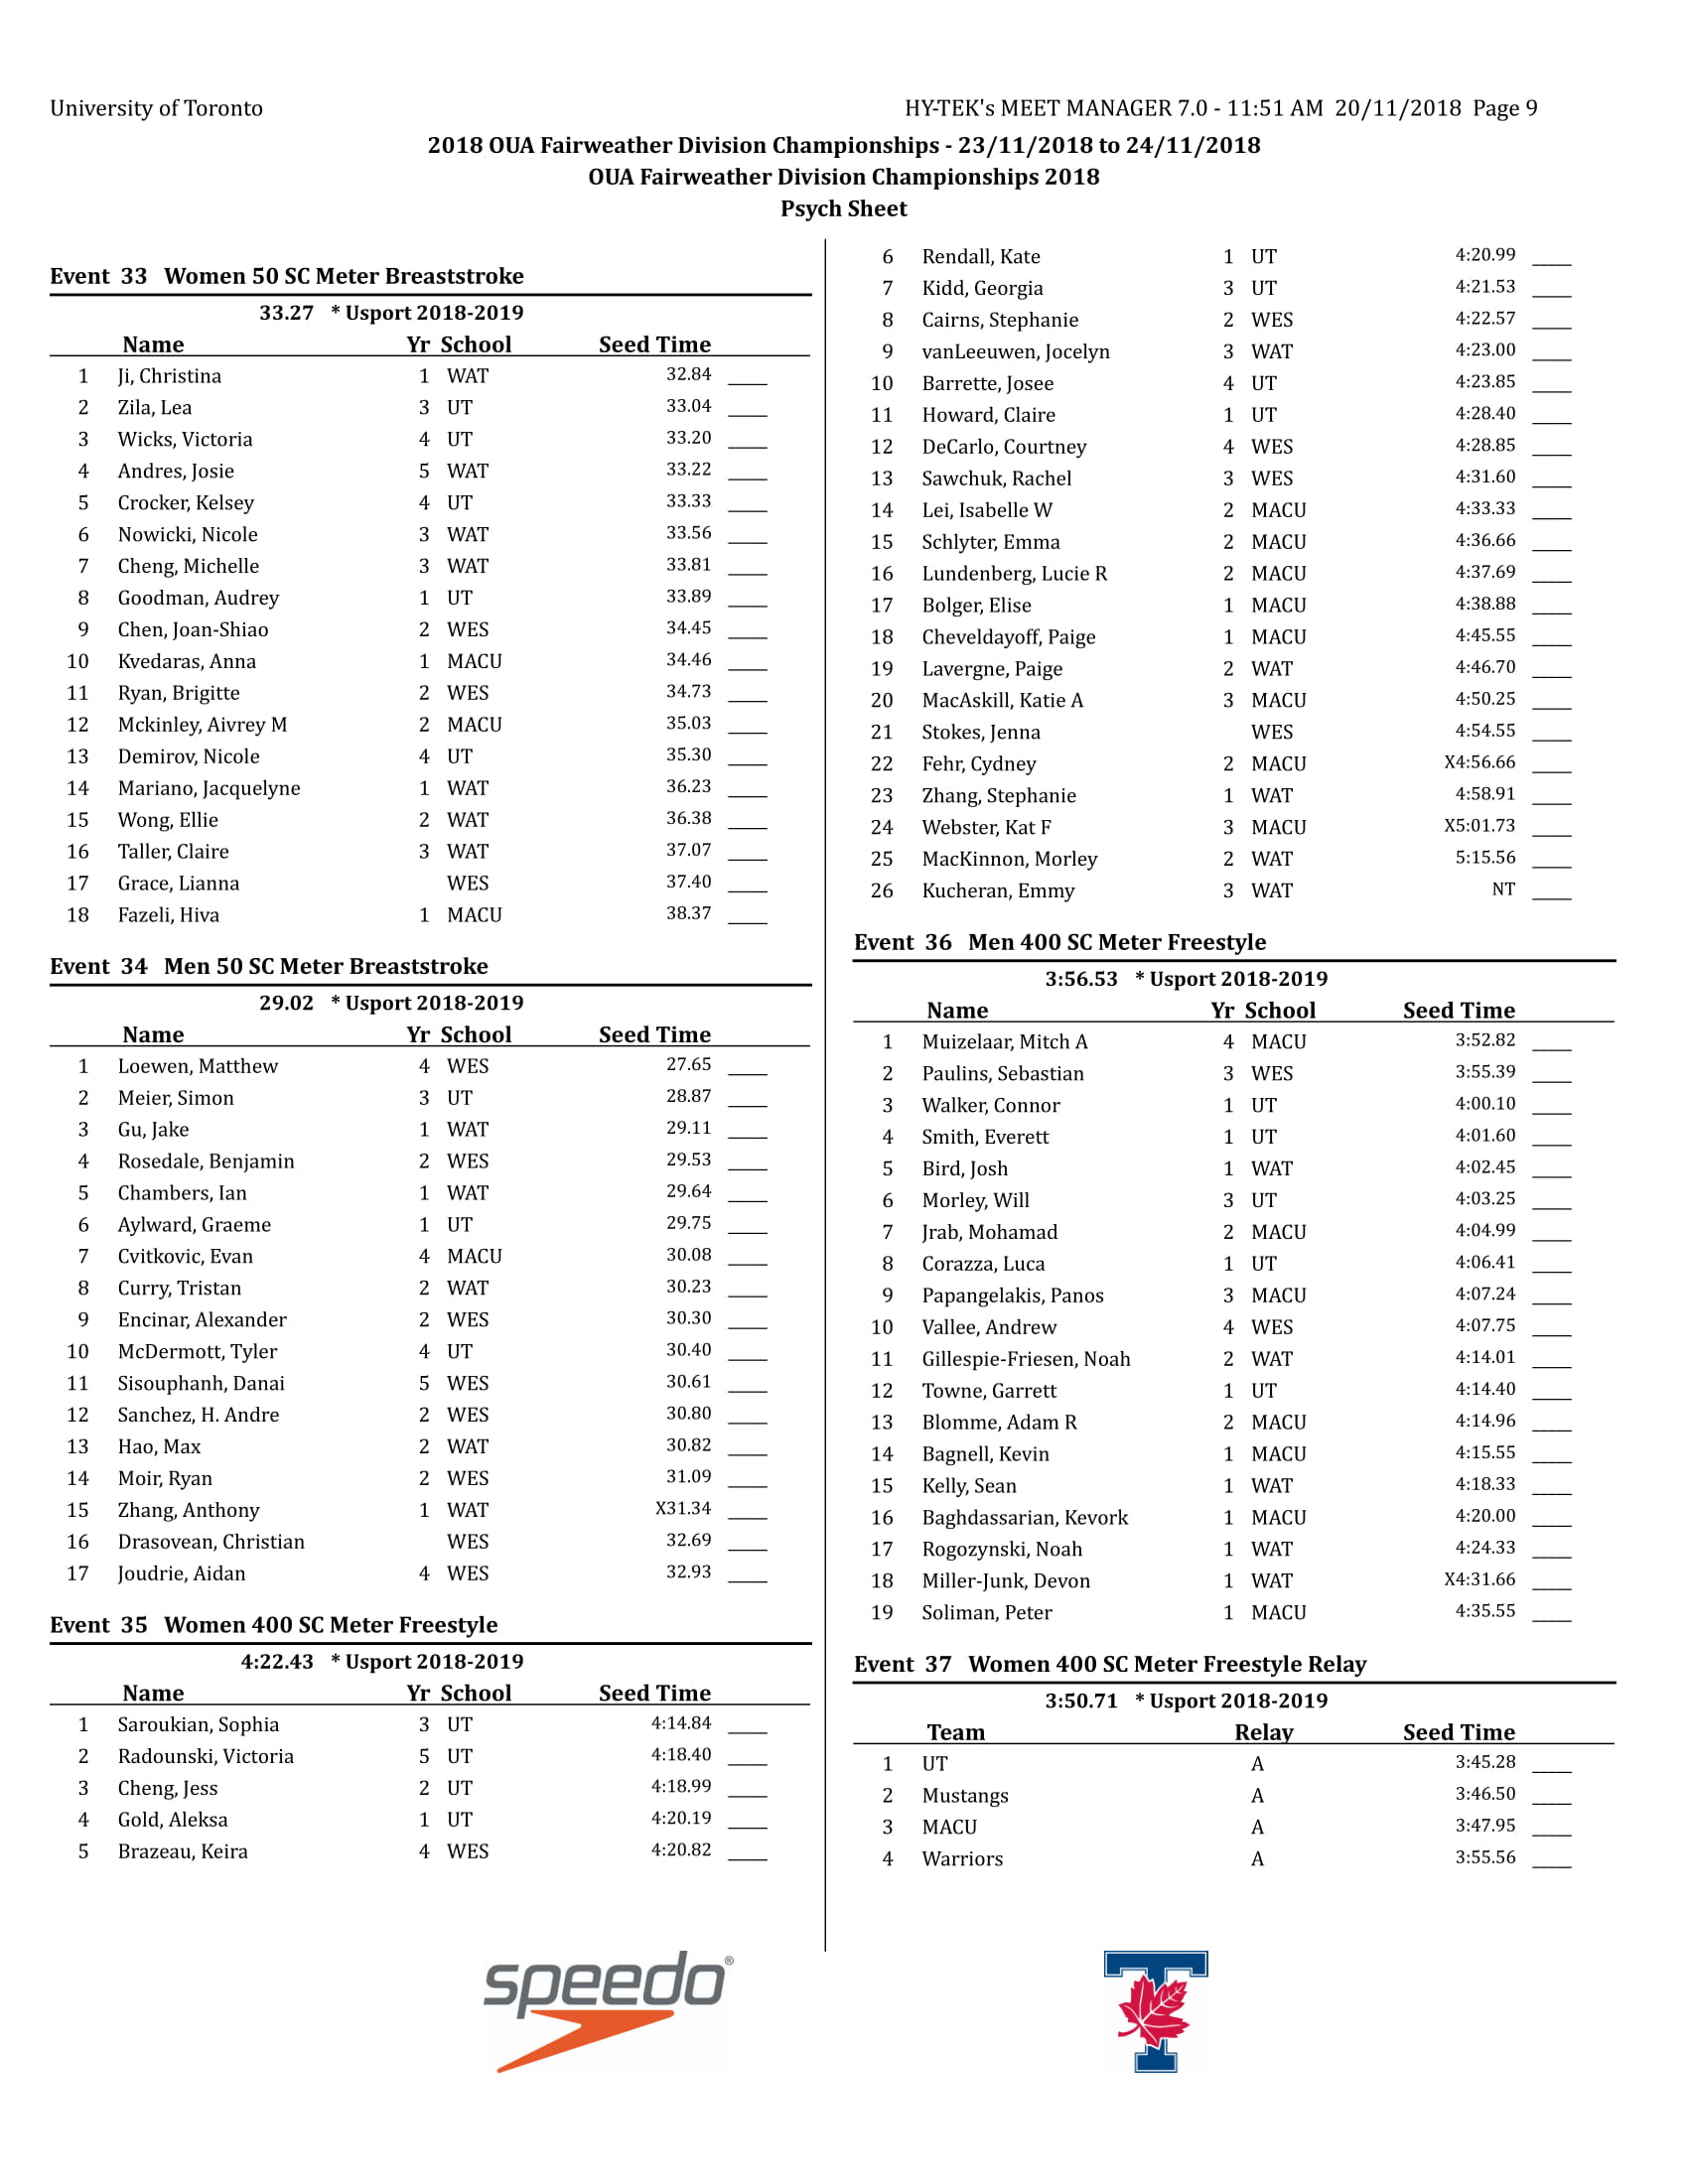 University of Toronto
HY-TEK's MEET MANAGER 7.0 - 11:51 AM 20/11/2018 Page 9
2018 OUA Fairweather Division Championships - 23/11/2018 to 24/11/2018
OUA Fairweather Division Championships 2018
Psych Sheet
Event 33 Women 50 SC Meter Breaststroke
33.27 * Usport 2018-2019
Name Yr School Seed Time
1 Ji, Christina 1 WAT 32.84 ____
2 Zila, Lea 3 UT 33.04 ____
3 Wicks, Victoria 4 UT 33.20 ____
4 Andres, Josie 5 WAT 33.22 ____
5 Crocker, Kelsey 4 UT 33.33 ____
6 Nowicki, Nicole 3 WAT 33.56 ____
7 Cheng, Michelle 3 WAT 33.81 ____
8 Goodman, Audrey 1 UT 33.89 ____
9 Chen, Joan-Shiao 2 WES 34.45 ____
10 Kvedaras, Anna 1 MACU 34.46 ____
11 Ryan, Brigitte 2 WES 34.73 ____
12 Mckinley, Aivrey M 2 MACU 35.03 ____
13 Demirov, Nicole 4 UT 35.30 ____
14 Mariano, Jacquelyne 1 WAT 36.23 ____
15 Wong, Ellie 2 WAT 36.38 ____
16 Taller, Claire 3 WAT 37.07 ____
17 Grace, Lianna WES 37.40 ____
18 Fazeli, Hiva 1 MACU 38.37 ____
Event 34 Men 50 SC Meter Breaststroke
29.02 * Usport 2018-2019
Name Yr School Seed Time
1 Loewen, Matthew 4 WES 27.65 ____
2 Meier, Simon 3 UT 28.87 ____
3 Gu, Jake 1 WAT 29.11 ____
4 Rosedale, Benjamin 2 WES 29.53 ____
5 Chambers, Ian 1 WAT 29.64 ____
6 Aylward, Graeme 1 UT 29.75 ____
7 Cvitkovic, Evan 4 MACU 30.08 ____
8 Curry, Tristan 2 WAT 30.23 ____
9 Encinar, Alexander 2 WES 30.30 ____
10 McDermott, Tyler 4 UT 30.40 ____
11 Sisouphanh, Danai 5 WES 30.61 ____
12 Sanchez, H. Andre 2 WES 30.80 ____
13 Hao, Max 2 WAT 30.82 ____
14 Moir, Ryan 2 WES 31.09 ____
15 Zhang, Anthony 1 WAT X31.34 ____
16 Drasovean, Christian WES 32.69 ____
17 Joudrie, Aidan 4 WES 32.93 ____
Event 35 Women 400 SC Meter Freestyle
4:22.43 * Usport 2018-2019
Name Yr School Seed Time
1 Saroukian, Sophia 3 UT 4:14.84 ____
2 Radounski, Victoria 5 UT 4:18.40 ____
3 Cheng, Jess 2 UT 4:18.99 ____
4 Gold, Aleksa 1 UT 4:20.19 ____
5 Brazeau, Keira 4 WES 4:20.82 ____
6 Rendall, Kate 1 UT 4:20.99 ____
7 Kidd, Georgia 3 UT 4:21.53 ____
8 Cairns, Stephanie 2 WES 4:22.57 ____
9 vanLeeuwen, Jocelyn 3 WAT 4:23.00 ____
10 Barrette, Josee 4 UT 4:23.85 ____
11 Howard, Claire 1 UT 4:28.40 ____
12 DeCarlo, Courtney 4 WES 4:28.85 ____
13 Sawchuk, Rachel 3 WES 4:31.60 ____
14 Lei, Isabelle W 2 MACU 4:33.33 ____
15 Schlyter, Emma 2 MACU 4:36.66 ____
16 Lundenberg, Lucie R 2 MACU 4:37.69 ____
17 Bolger, Elise 1 MACU 4:38.88 ____
18 Cheveldayoff, Paige 1 MACU 4:45.55 ____
19 Lavergne, Paige 2 WAT 4:46.70 ____
20 MacAskill, Katie A 3 MACU 4:50.25 ____
21 Stokes, Jenna WES 4:54.55 ____
22 Fehr, Cydney 2 MACU X4:56.66 ____
23 Zhang, Stephanie 1 WAT 4:58.91 ____
24 Webster, Kat F 3 MACU X5:01.73 ____
25 MacKinnon, Morley 2 WAT 5:15.56 ____
26 Kucheran, Emmy 3 WAT NT ____
Event 36 Men 400 SC Meter Freestyle
3:56.53 * Usport 2018-2019
Name Yr School Seed Time
1 Muizelaar, Mitch A 4 MACU 3:52.82 ____
2 Paulins, Sebastian 3 WES 3:55.39 ____
3 Walker, Connor 1 UT 4:00.10 ____
4 Smith, Everett 1 UT 4:01.60 ____
5 Bird, Josh 1 WAT 4:02.45 ____
6 Morley, Will 3 UT 4:03.25 ____
7 Jrab, Mohamad 2 MACU 4:04.99 ____
8 Corazza, Luca 1 UT 4:06.41 ____
9 Papangelakis, Panos 3 MACU 4:07.24 ____
10 Vallee, Andrew 4 WES 4:07.75 ____
11 Gillespie-Friesen, Noah 2 WAT 4:14.01 ____
12 Towne, Garrett 1 UT 4:14.40 ____
13 Blomme, Adam R 2 MACU 4:14.96 ____
14 Bagnell, Kevin 1 MACU 4:15.55 ____
15 Kelly, Sean 1 WAT 4:18.33 ____
16 Baghdassarian, Kevork 1 MACU 4:20.00 ____
17 Rogozynski, Noah 1 WAT 4:24.33 ____
18 Miller-Junk, Devon 1 WAT X4:31.66 ____
19 Soliman, Peter 1 MACU 4:35.55 ____
Event 37 Women 400 SC Meter Freestyle Relay
3:50.71 * Usport 2018-2019
Team Relay Seed Time
1 UT A 3:45.28 ____
2 Mustangs A 3:46.50 ____
3 MACU A 3:47.95 ____
4 Warriors A 3:55.56 ____
speedo®
T